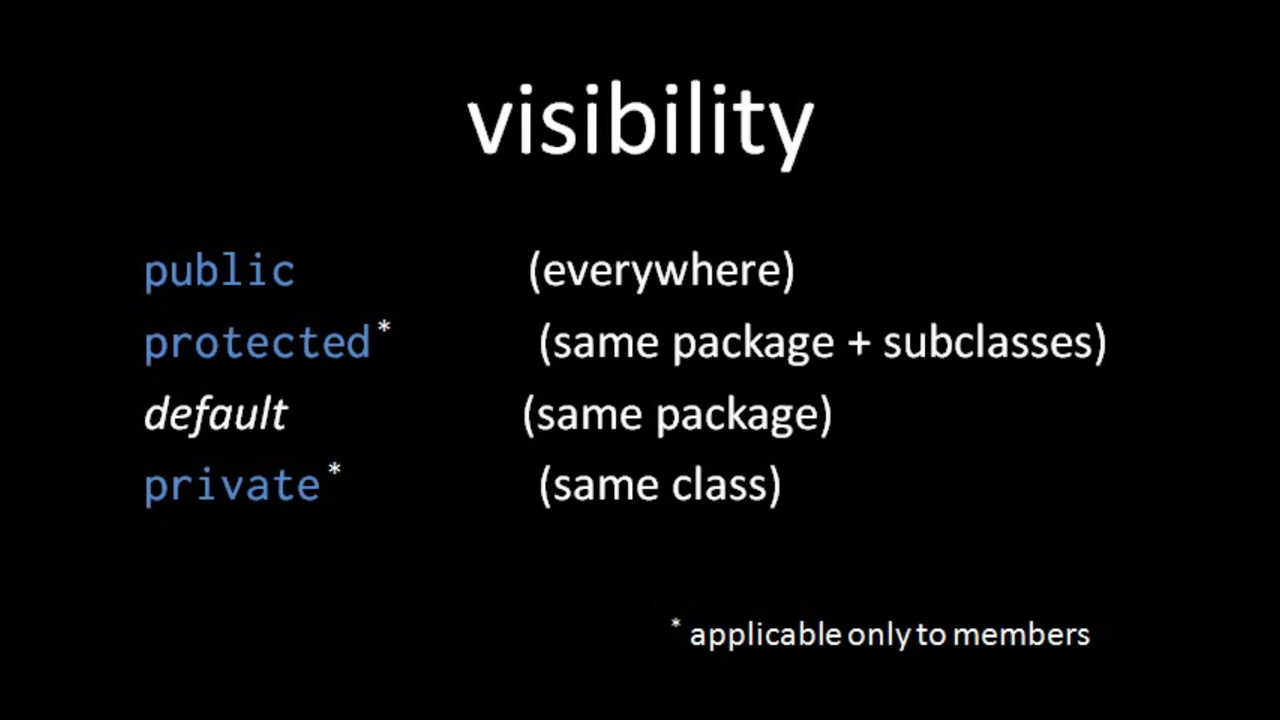 visibility
public (everywhere)
protected* (same package + subclasses)
default (same package)
private* (same class)
* applicable only to members